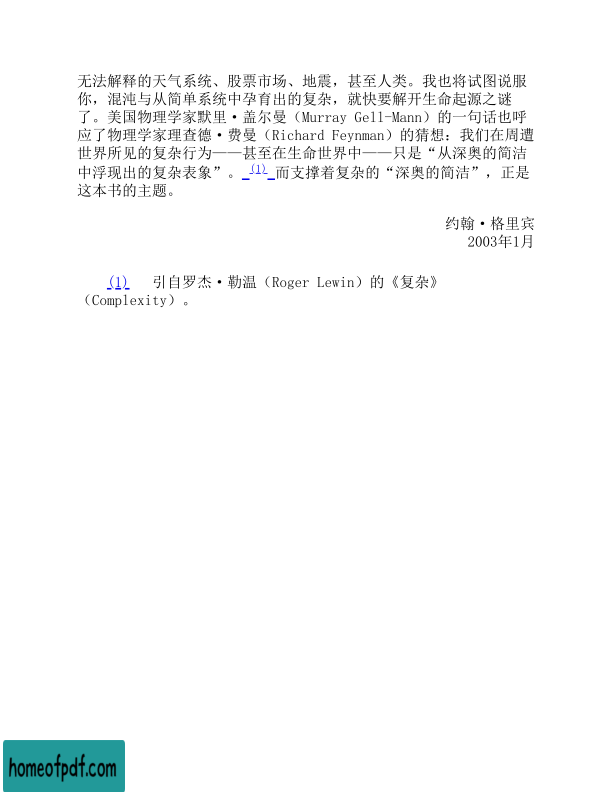 无法解释的天气系统、股票市场、地震，甚至人类。我也将试图说服
你，混沌与从简单系统中孕育出的复杂，就快要解开生命起源之谜
了。美国物理学家默里·盖尔曼（Murray Gell-Mann）的一句话也呼
应了物理学家理查德·费曼（Richard Feynman）的猜想：我们在周遭
世界所见的复杂行为——甚至在生命世界中——只是“从深奥的简洁
中浮现出的复杂表象”。(1)而支撑着复杂的“深奥的简洁”，正是
这本书的主题。
约翰·格里宾
2003年1月
(1) 引自罗杰·勒温（Roger Lewin）的《复杂》
（Complexity）。
homeofpdf.com